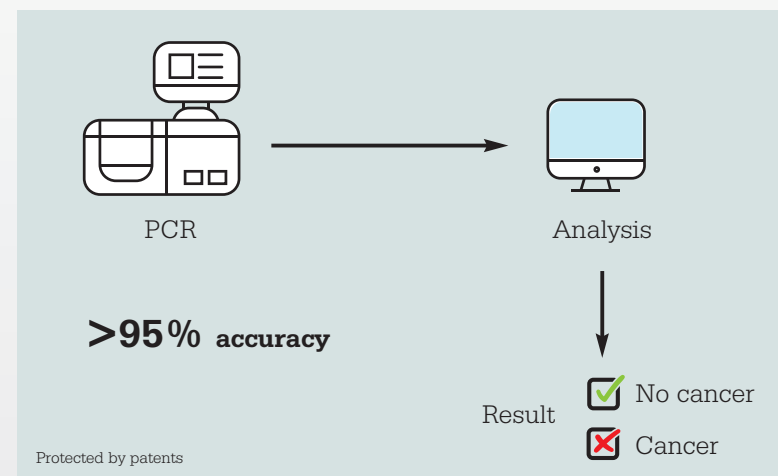 PCR
Analysis
>95% accuracy
Result
No cancer
Cancer
Protected by patents